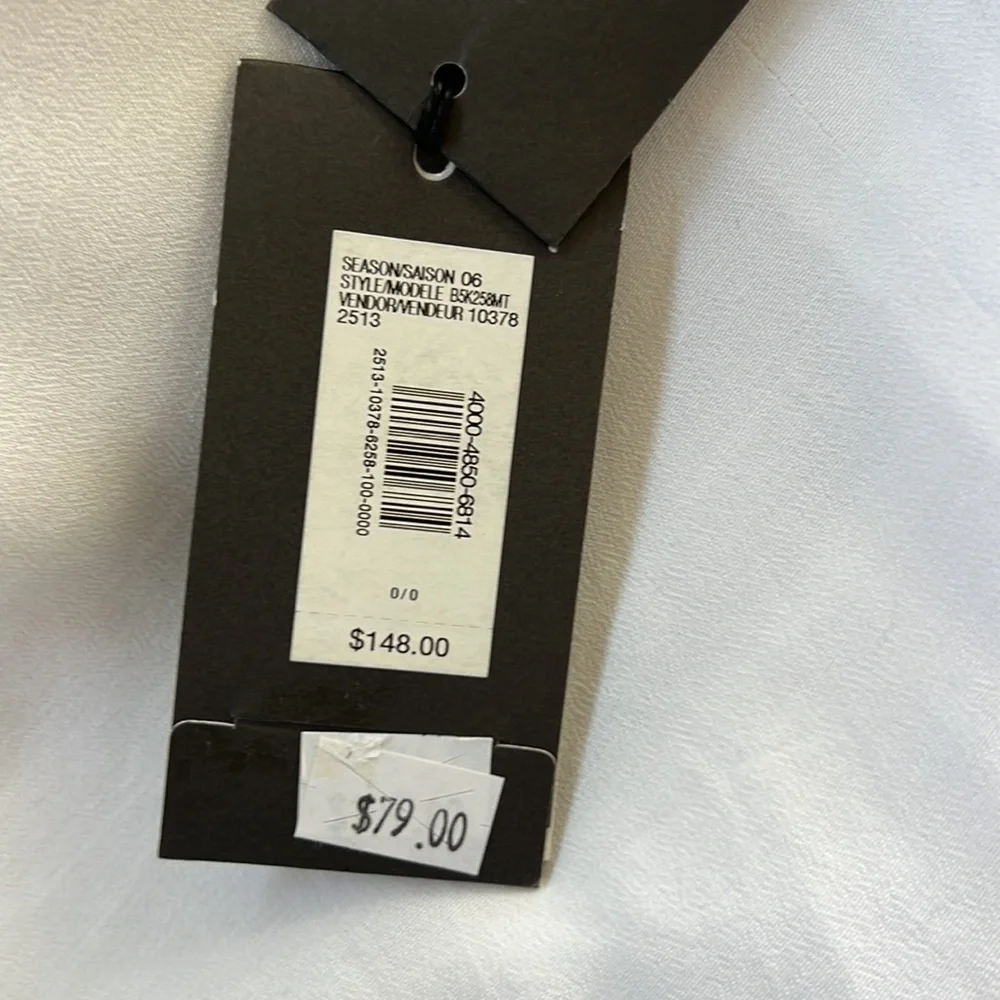 SEASON/SAISON 06
STYLE/MODELE B5K258MT
VENDOR/VENDEUR 10378
2513
4000-4850-6814
2513-10378-6258-100-0000
0/0
$148.00
$79.00